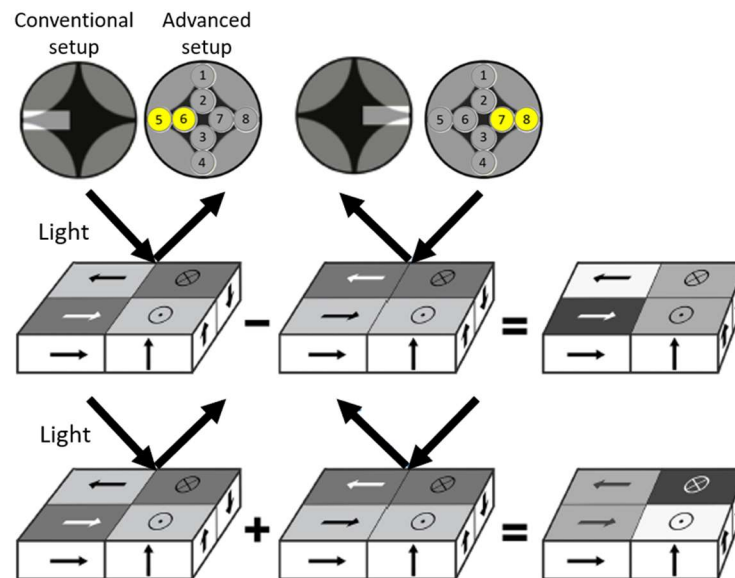 Conventional setup
Advanced setup
1
2
5 6 7 8
3
4
1
2
5 6 7 8
3
4
Light
-
=
Light
+
=